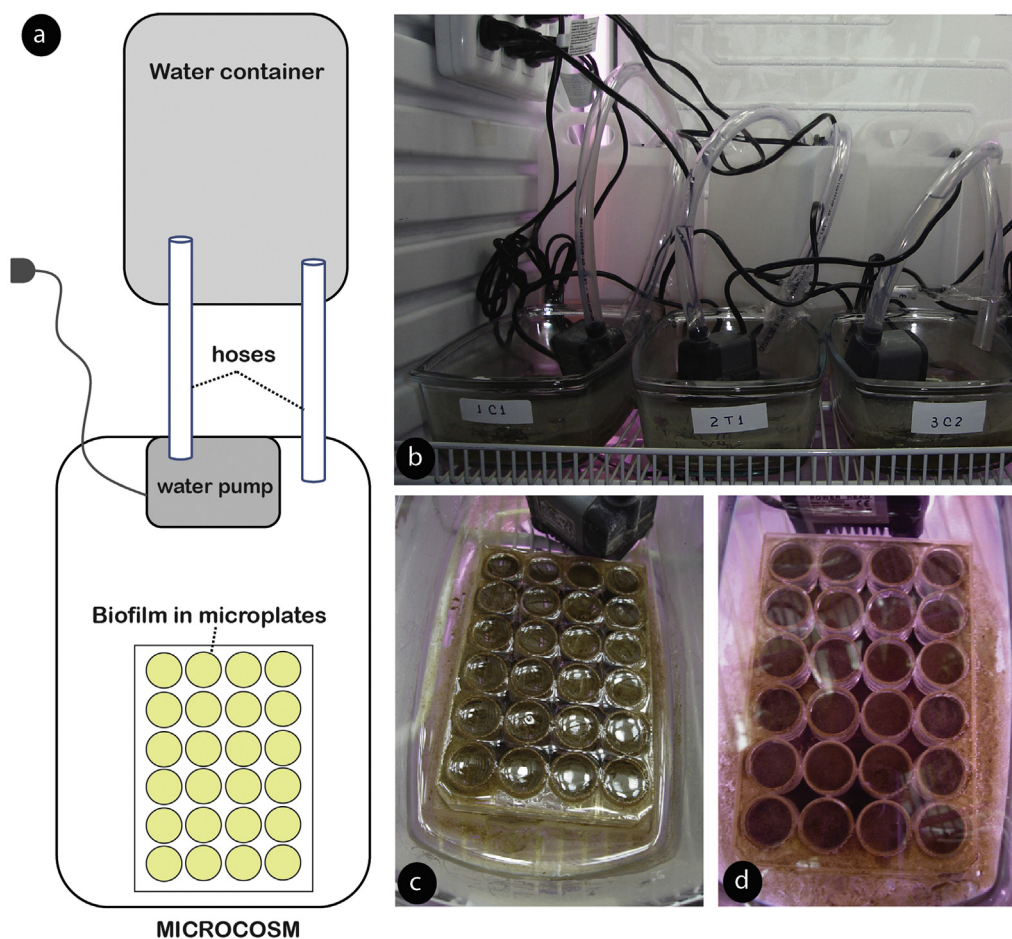 a
Water container
hoses
water pump
Biofilm in microplates
MICROCOSM
b
1 C1
2 T1
3 C2
c
d